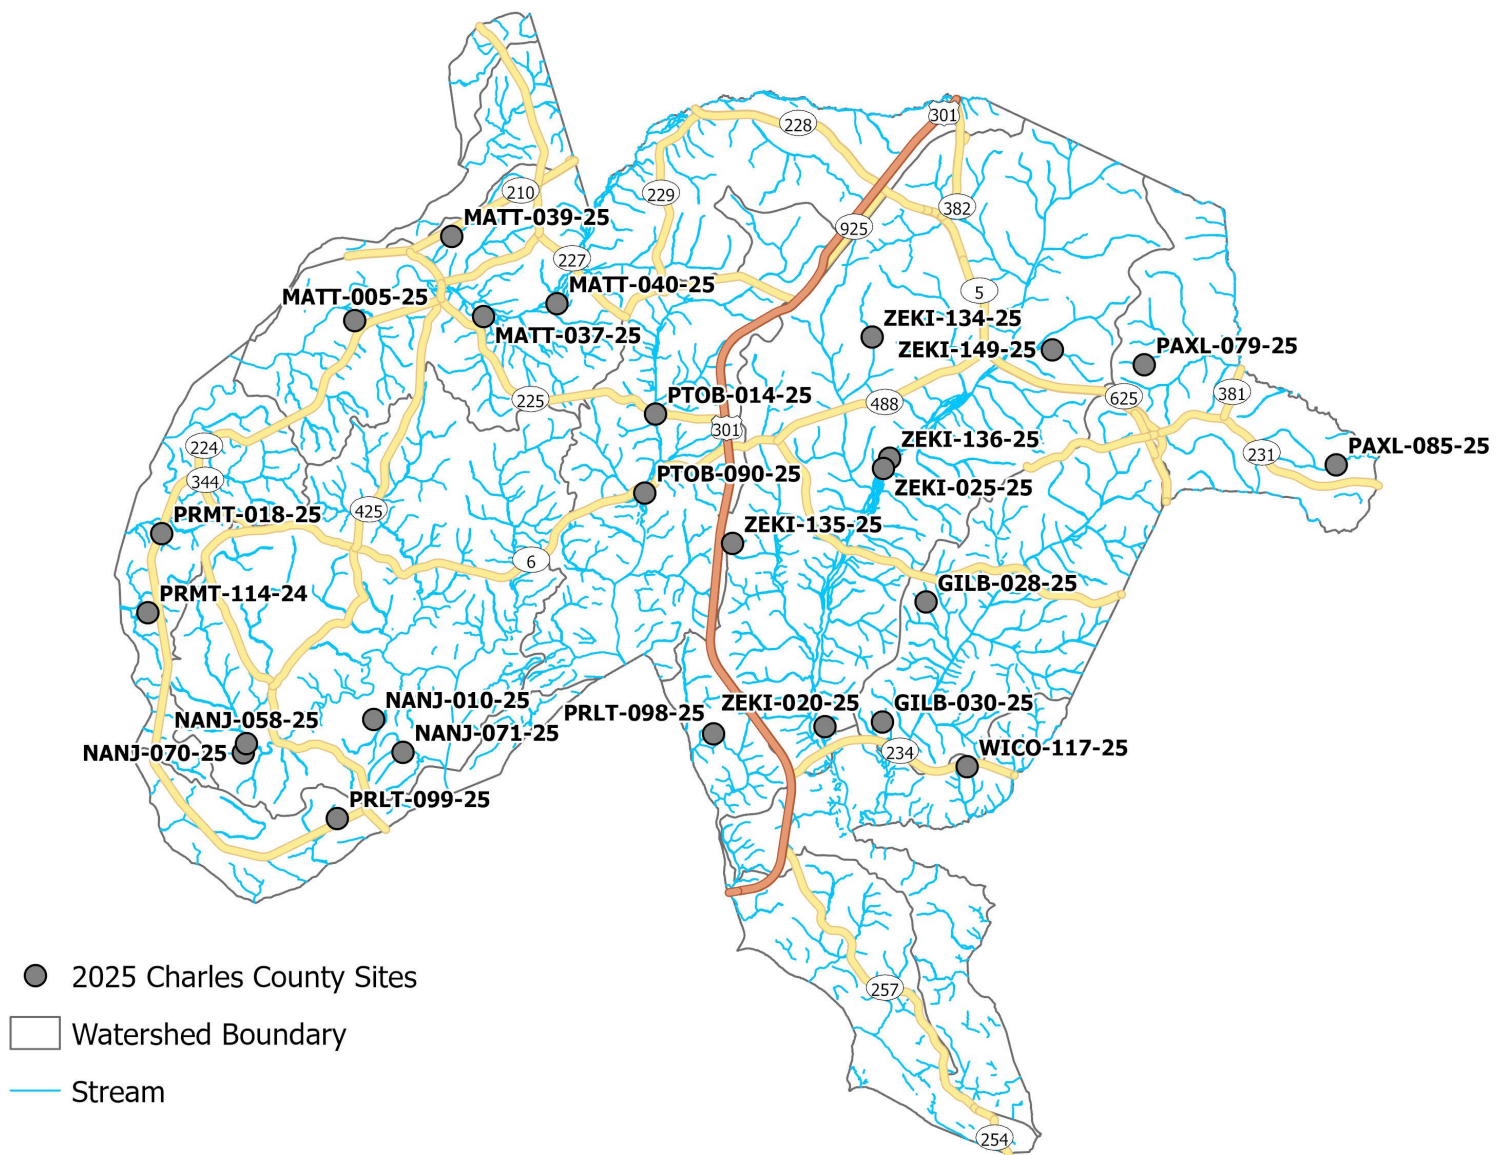 301
228
210
229
382
MATT-039-25
925
227
MATT-040-25
5
MATT-005-25
ZEKI-134-25
MATT-037-25
ZEKI-149-25
PAXL-079-25
225
PTOB-014-25
488
625
381
301
224
ZEKI-136-25
PAXL-085-25
231
344
PTOB-090-25
ZEKI-025-25
425
PRMT-018-25
ZEKI-135-25
6
GILB-028-25
PRMT-114-24
NANJ-010-25
ZEKI-020-25
GILB-030-25
PRLT-098-25
NANJ-058-25
NANJ-071-25
234
WICO-117-25
NANJ-070-25
PRLT-099-25
2025 Charles County Sites
257
Watershed Boundary
Stream
254